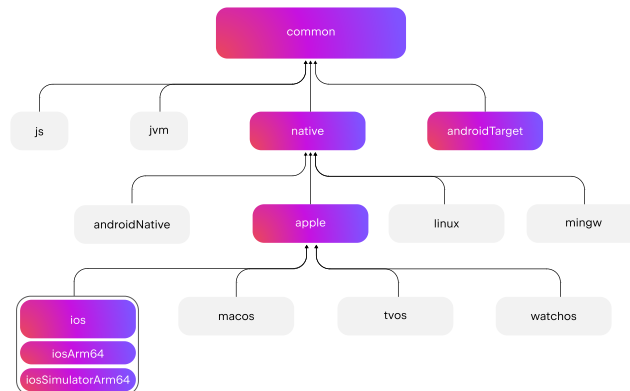 common
js
jvm
native
androidTarget
androidNative
apple
linux
mingw
ios
macos
tvos
watchos
iosArm64
iosSimulatorArm64